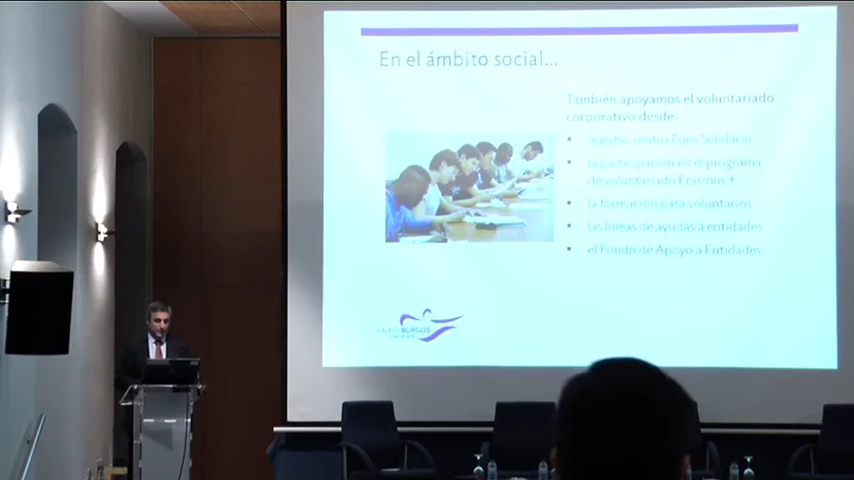 En el ámbito social...
También apoyamos el voluntariado
corporativo desde:
nuestro centro Foro Solidario
la participación en el programa
de voluntariado Erasmus +
la formación para voluntarios
las líneas de ayudas a entidades
el Fondo de Apoyo a Entidades
BURGOS